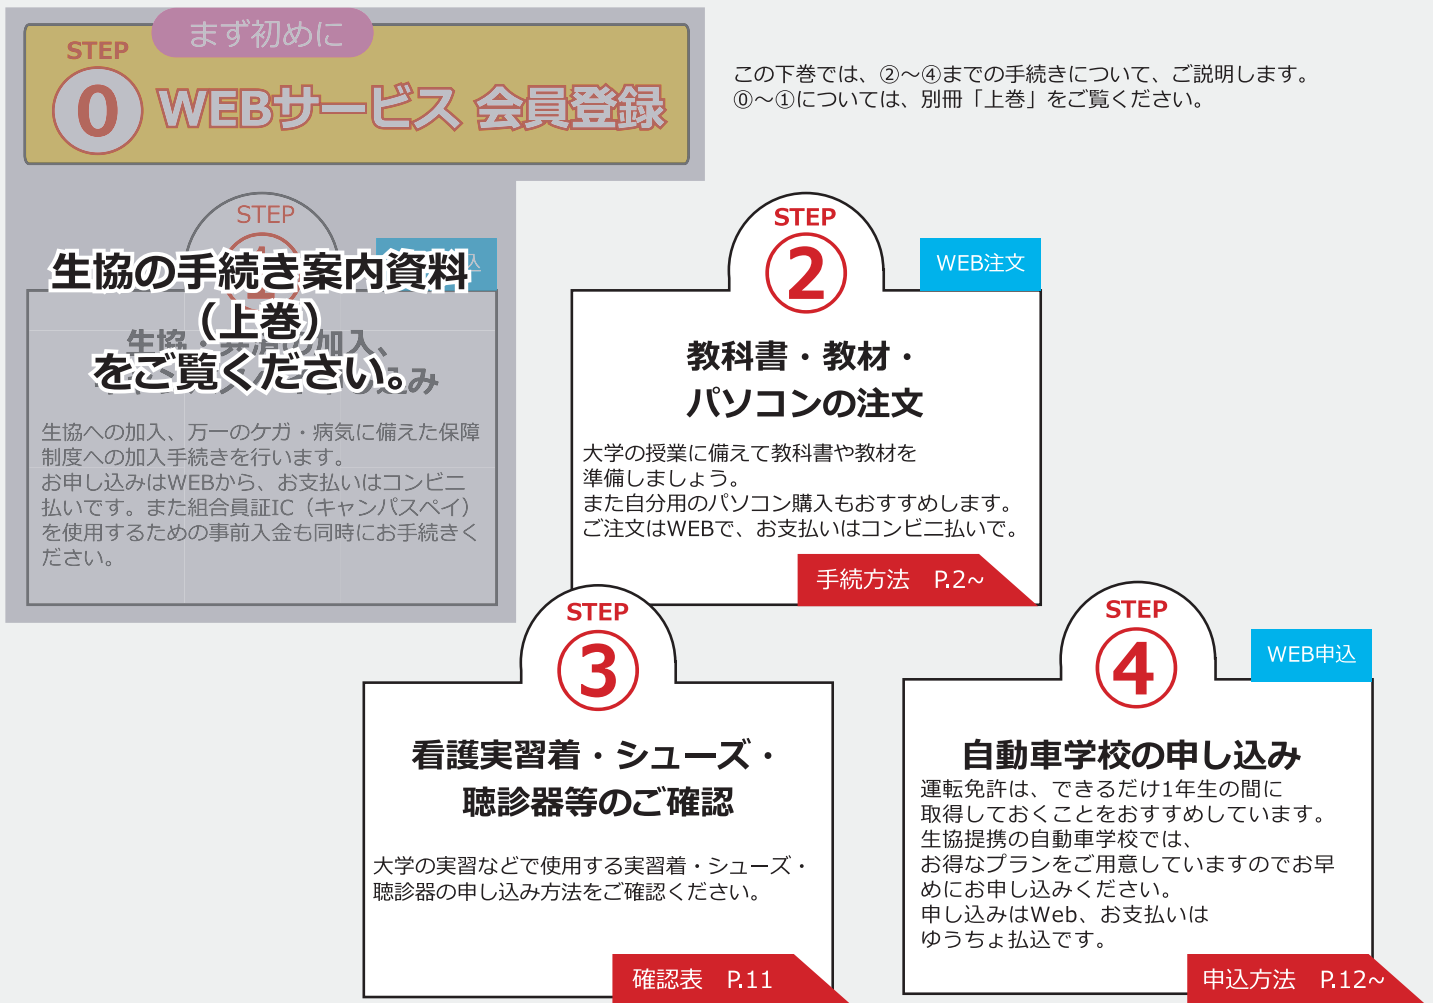 まず初めに
STEP
0 WEBサービス 会員登録
この下巻では、②～④までの手続きについて、ご説明します。
⓪～①については、別冊「上巻」をご覧ください。
STEP
生協の手続き案内資料
（上巻）
をご覧ください。
生協・共済の加入、
生協への加入、万一のケガ・病気に備えた保障
制度への加入手続きを行います。
お申し込みはWEBから、お支払いはコンビニ
払いです。また組合員証IC（キャンパスペイ）
を使用するための事前入金も同時にお手続きく
ださい。
STEP
②
WEB注文
教科書・教材・
パソコンの注文
大学の授業に備えて教科書や教材を
準備しましょう。
また自分用のパソコン購入もおすすめします。
ご注文はWEBで、お支払いはコンビニ払いで。
手続方法 P.2~
STEP
③
看護実習着・シューズ・
聴診器等のご確認
大学の実習などで使用する実習着・シューズ・
聴診器の申し込み方法をご確認ください。
確認表 P.11
STEP
④
WEB申込
自動車学校の申し込み
運転免許は、できるだけ1年生の間に
取得しておくことをおすすめしています。
生協提携の自動車学校では、
お得なプランをご用意していますのでお早
めにお申し込みください。
申し込みはWeb、お支払いは
ゆうちょ払込です。
申込方法 P.12~